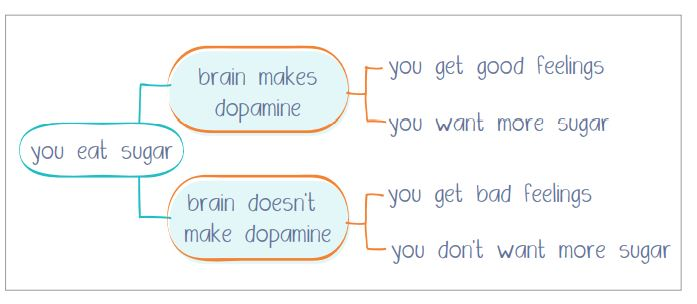 you eat sugar
brain makes
dopamine
you get good feelings
you want more sugar
brain doesn't
make dopamine
you get bad feelings
you don't want more sugar